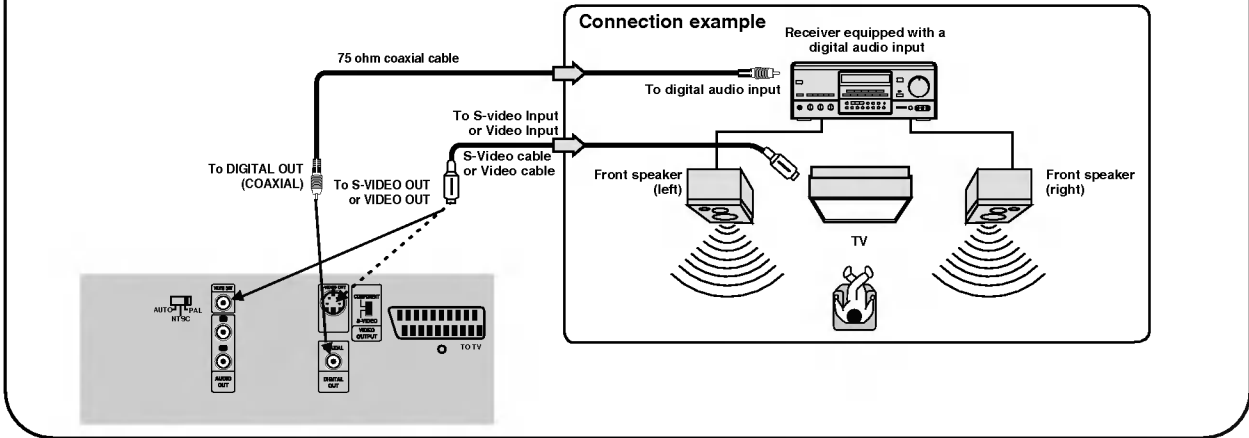 Connection example
Receiver equipped with a
digital audio input
75 ohm coaxial cable
To digital audio input
To S-video Input
or Video Input
S-Video cable
or Video cable
To DIGITAL OUT
(COAXIAL)
To S-VIDEO OUT
or VIDEO OUT
Front speaker
(left)
Front speaker
(right)
TV
AUTO
PAL
NTSC
COMPONENT
S-VIDEO
VIDEO
OUTPUT
TO TV
AUDIO
OUT
DIGITAL
OUT